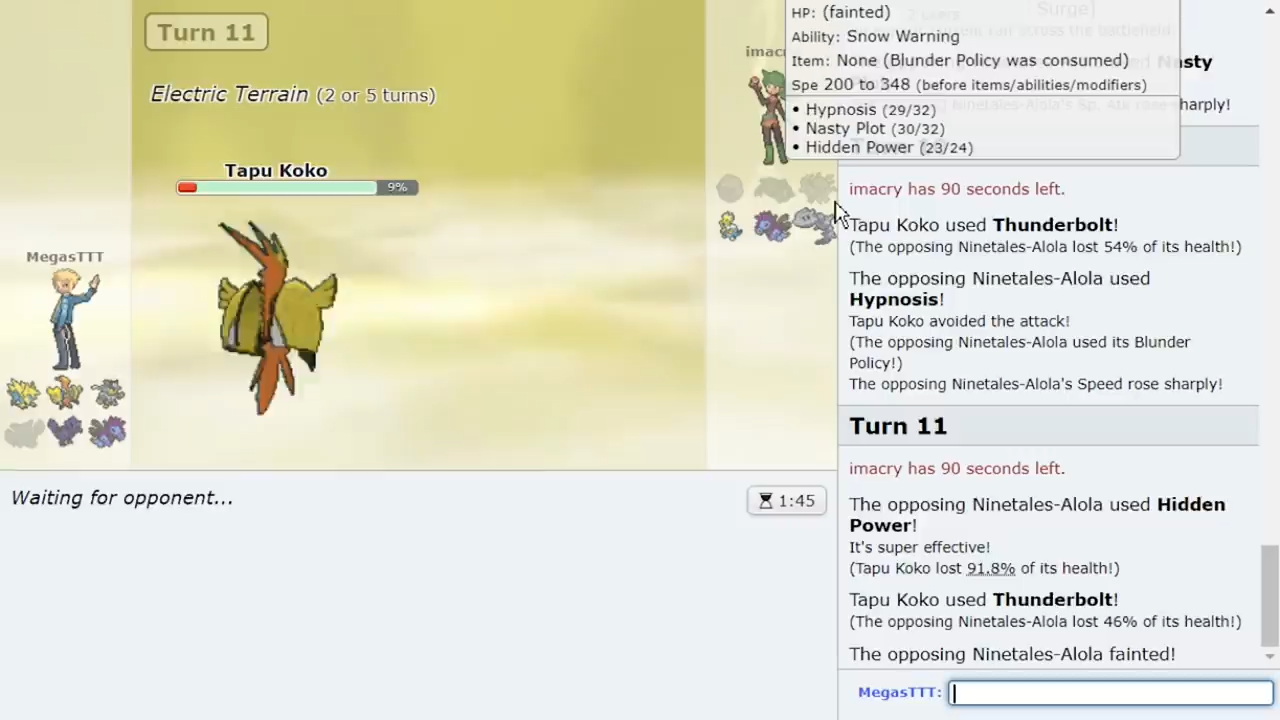 Turn 11
Electric Terrain (2 or 5 turns)
Tapu Koko
9%
MegasTTT
imacr
Waiting for opponent...
1:45
HP: (fainted)
Ability: Snow Warning
Item: None (Blunder Policy was consumed)
Spe 200 to 348 (before items/abilities/modifiers)
• Hypnosis (29/32)
• Nasty Plot (30/32)
• Hidden Power (23/24)
Surge]
Nasty
sharply!
imacry has 90 seconds left.
Tapu Koko used Thunderbolt!
(The opposing Ninetales-Alola lost 54% of its health!)
The opposing Ninetales-Alola used
Hypnosis!
Tapu Koko avoided the attack!
(The opposing Ninetales-Alola used its Blunder
Policy!)
The opposing Ninetales-Alola's Speed rose sharply!
Turn 11
imacry has 90 seconds left.
The opposing Ninetales-Alola used Hidden
Power!
It's super effective!
(Tapu Koko lost 91.8% of its health!)
Tapu Koko used Thunderbolt!
(The opposing Ninetales-Alola lost 46% of its health!)
The opposing Ninetales-Alola fainted!
MegasTTT: